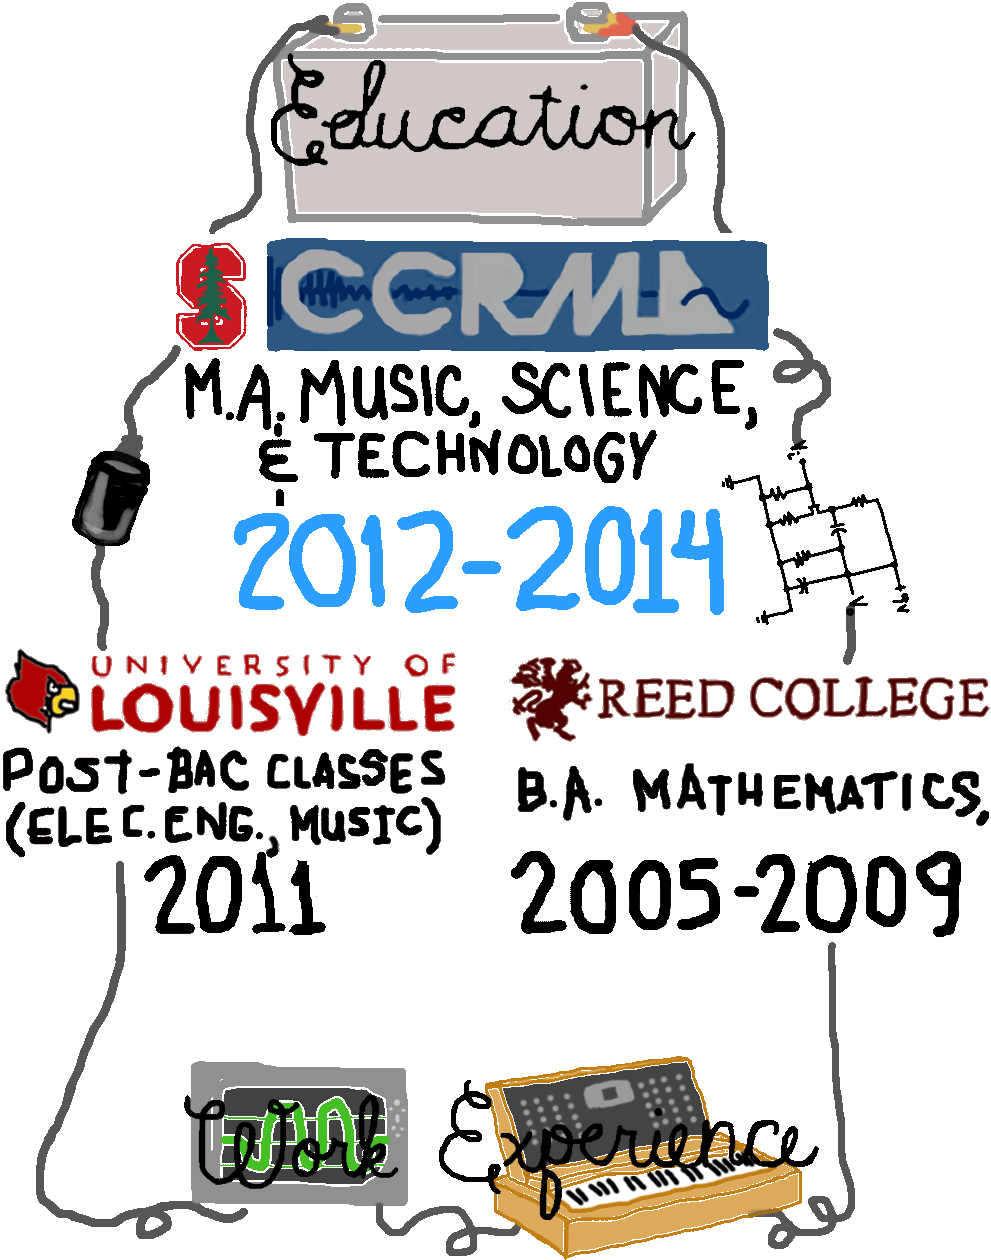 Education
S CCRMA
M.A. MUSIC, SCIENCE,
& TECHNOLOGY
2012-2014
UNIVERSITY OF
LOUISVILLE
POST-BAC CLASSES
(ELEC. ENG., MUSIC)
2011
REED COLLEGE
B.A. MATHEMATICS,
2005-2009
Work Experience